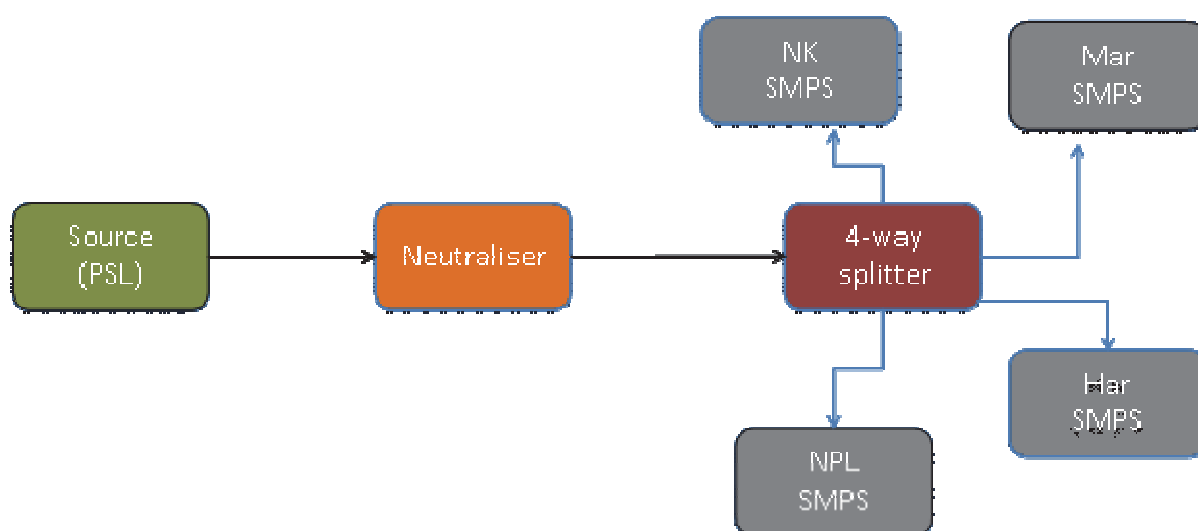 Source
(PSL)
Neutraliser
4-way
splitter
NK
SMPS
Mar
SMPS
Har
SMPS
NPL
SMPS